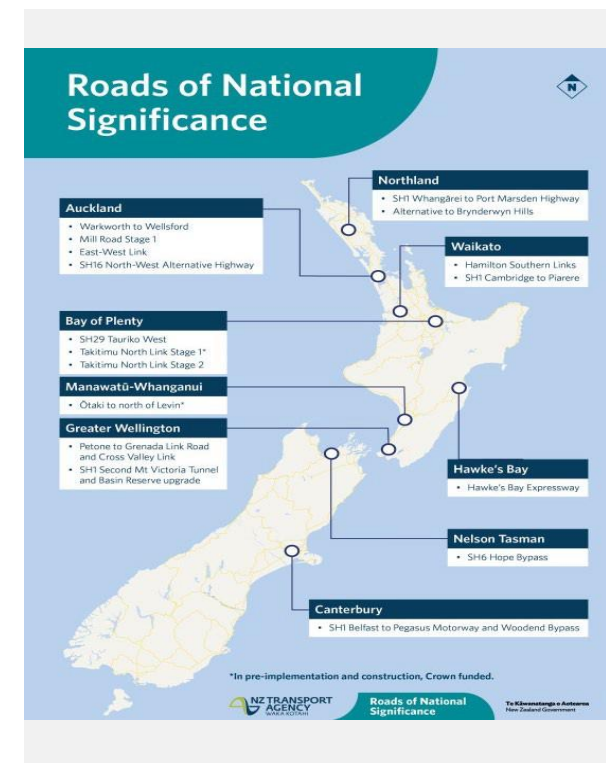 Roads of National
Significance
N
Northland
• SH1 Whangārei to Port Marsden Highway
• Alternative to Brynderwyn Hills
Auckland
• Warkworth to Wellsford
• Mill Road Stage 1
• East-West Link
• SH16 North-West Alternative Highway
Waikato
• Hamilton Southern Links
• SH1 Cambridge to Piarere
Bay of Plenty
• SH29 Tauriko West
• Takitimu North Link Stage 1*
• Takitimu North Link Stage 2
Manawatū-Whanganui
• Ōtaki to north of Levin*
Greater Wellington
• Petone to Grenada Link Road
and Cross Valley Link
• SH1 Second Mt Victoria Tunnel
and Basin Reserve upgrade
Hawke's Bay
• Hawke's Bay Expressway
Nelson Tasman
• SH6 Hope Bypass
Canterbury
• SH1 Belfast to Pegasus Motorway and Woodend Bypass
*In pre-implementation and construction, Crown funded.
NZ TRANSPORT
AGENCY
WAKA KOTAHI
Roads of National
Significance
Te Kāwanatanga o Aotearoa
New Zealand Government